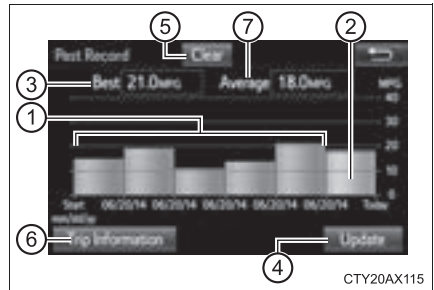 5 7 2
Past Record Clear
3 Best 21.0MPG Average 18.0MPG MPG
40
1
30
20
10
0
Start 06/20/14 06/20/14 06/20/14 06/20/14 06/20/14 Today
6 Trip Information Update
4
CTY20AX115